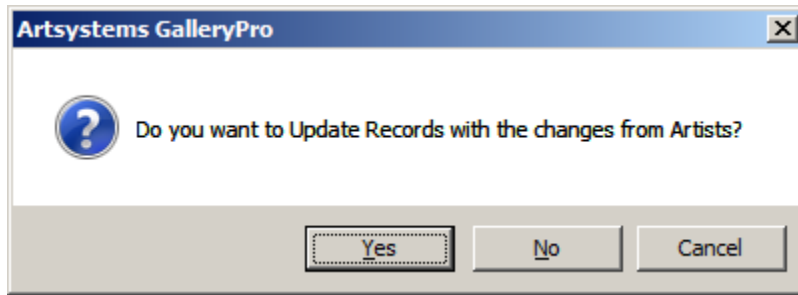 Artsystems GalleryPro
Do you want to Update Records with the changes from Artists?
Yes No Cancel